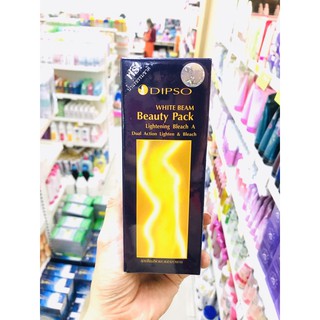 DIPSO
WHITE BEAM
Beauty Pack
Lightening Bleach A
Dual Action Lighten & Bleach